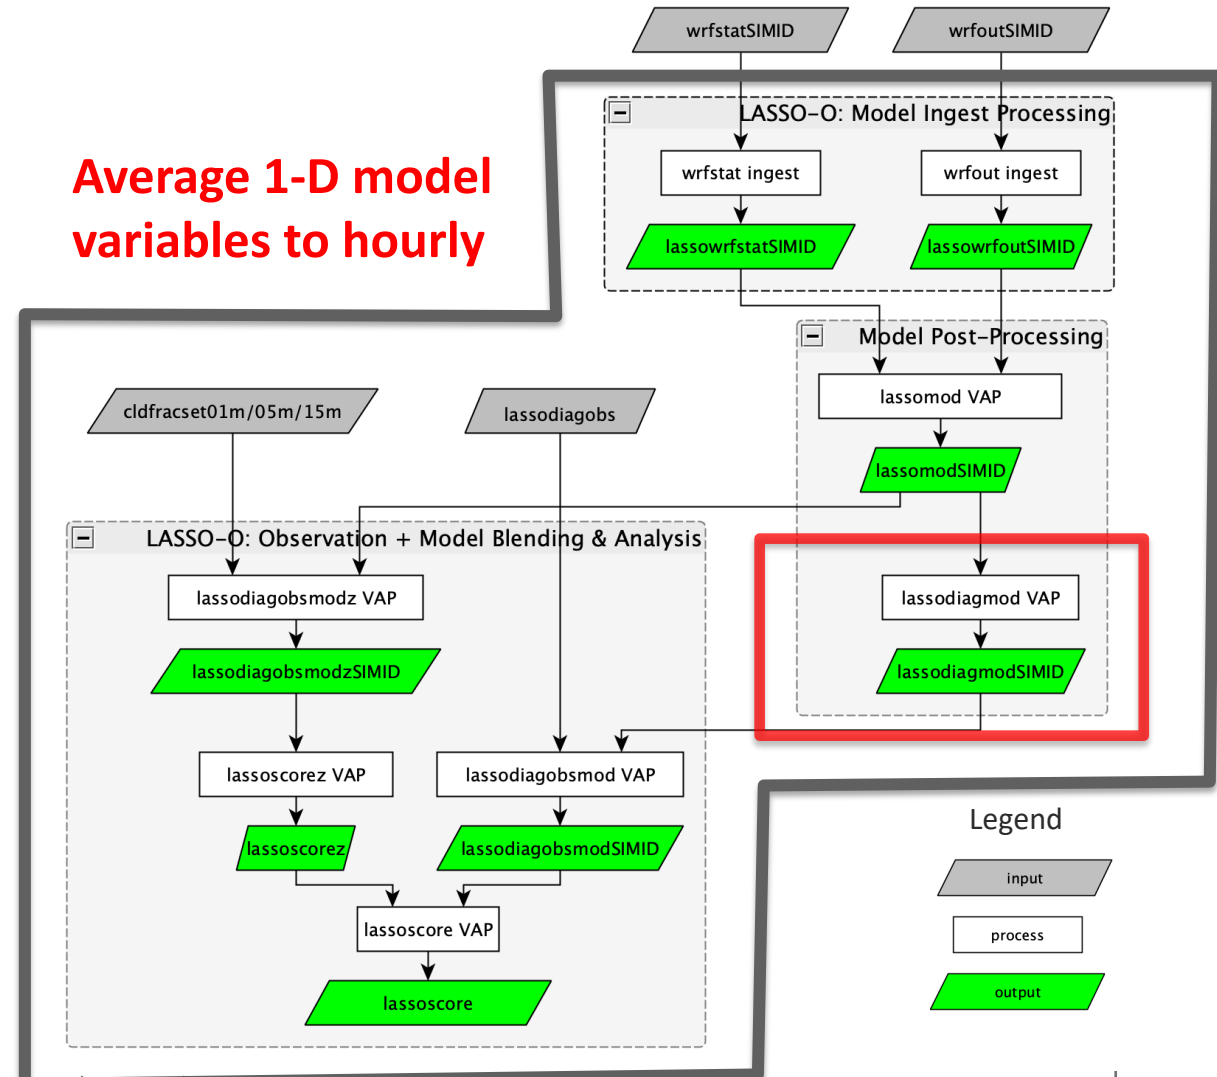 wrfstatSIMID
wrfoutSIMID
LASSO-O: Model Ingest Processing
Average 1-D model
variables to hourly
wrfstat ingest
wrfout ingest
lassowrfstatSIMID
lassowrfoutSIMID
Model Post-Processing
lassomod VAP
cldfracset01m/05m/15m
lassodiagobs
lassomodSIMID
LASSO-O: Observation + Model Blending & Analysis
lassodiagobsmodz VAP
lassodiagmod VAP
lassodiagobsmodzSIMID
lassodiagmodSIMID
lassoscorez VAP
lassodiagobsmod VAP
Legend
lassoscorez
lassodiagobsmodSIMID
input
lassoscore VAP
process
lassoscore
output